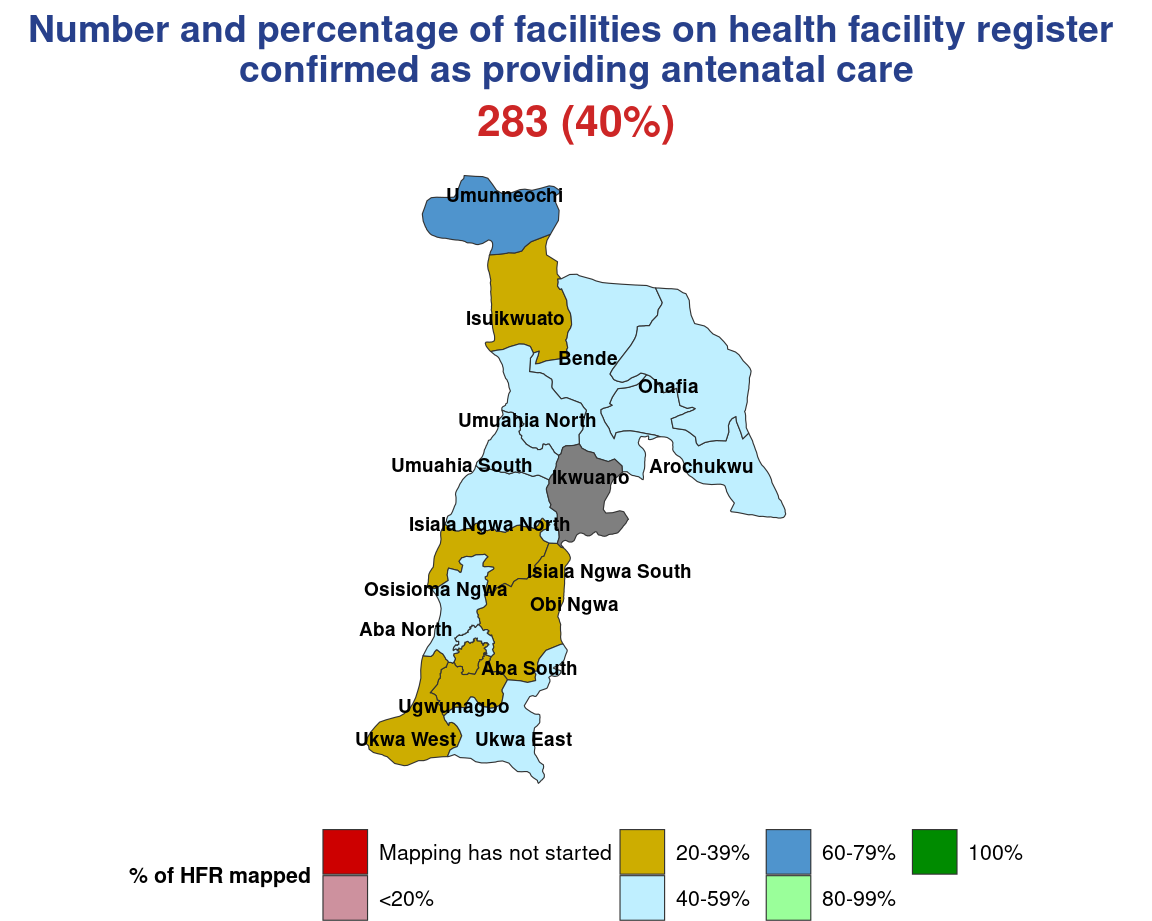 Number and percentage of facilities on health facility register
confirmed as providing antenatal care
283 (40%)
Umunneochi
Isuikwuato
Bende
Ohafia
Umuahia North
Umuahia South
Arochukwu
Ikwuano
Isiala Ngwa North
Isiala Ngwa South
Osisioma Ngwa
Obi Ngwa
Aba North
Aba South
Ugwunagbo
Ukwa West
Ukwa East
% of HFR mapped
Mapping has not started
<20%
20-39%
40-59%
60-79%
80-99%
100%